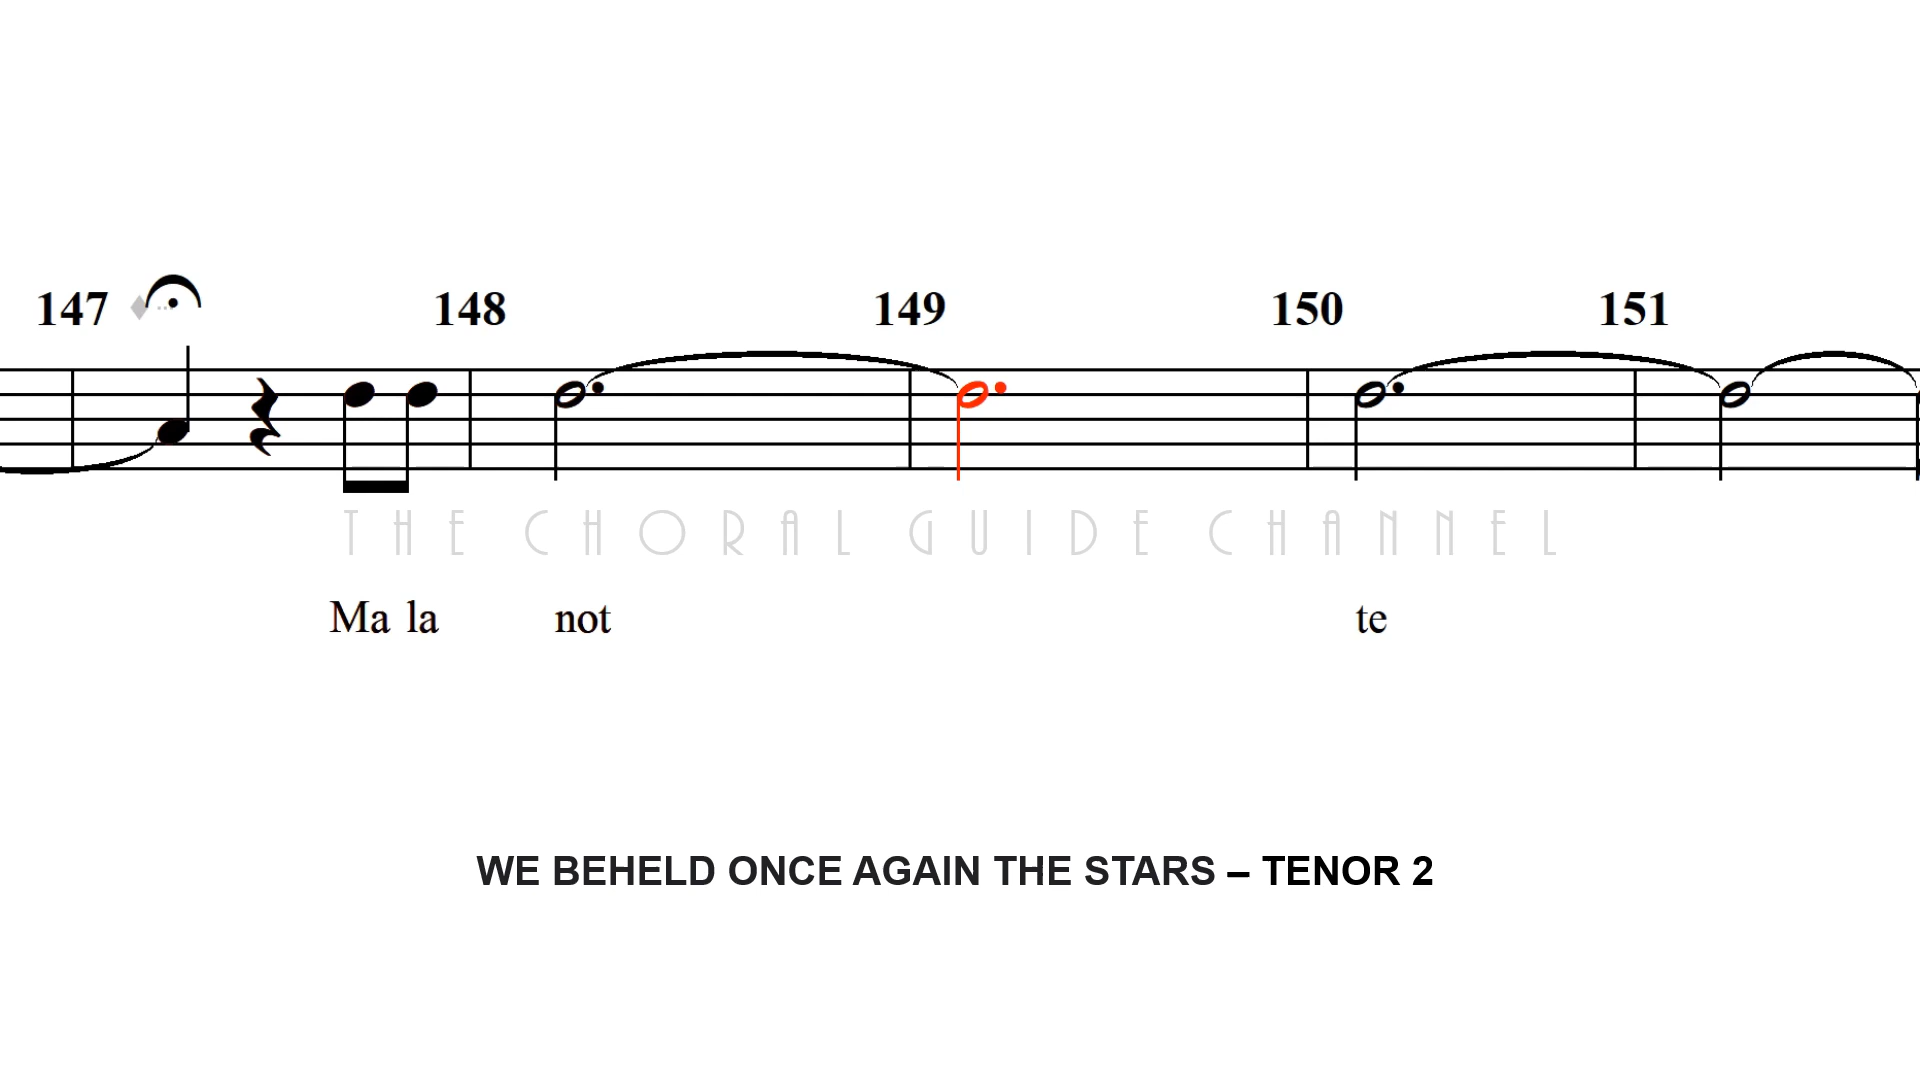 147 148 149 150 151
THE CHORAL GUIDE CHANNEL
Ma la not te
WE BEHELD ONCE AGAIN THE STARS – TENOR 2